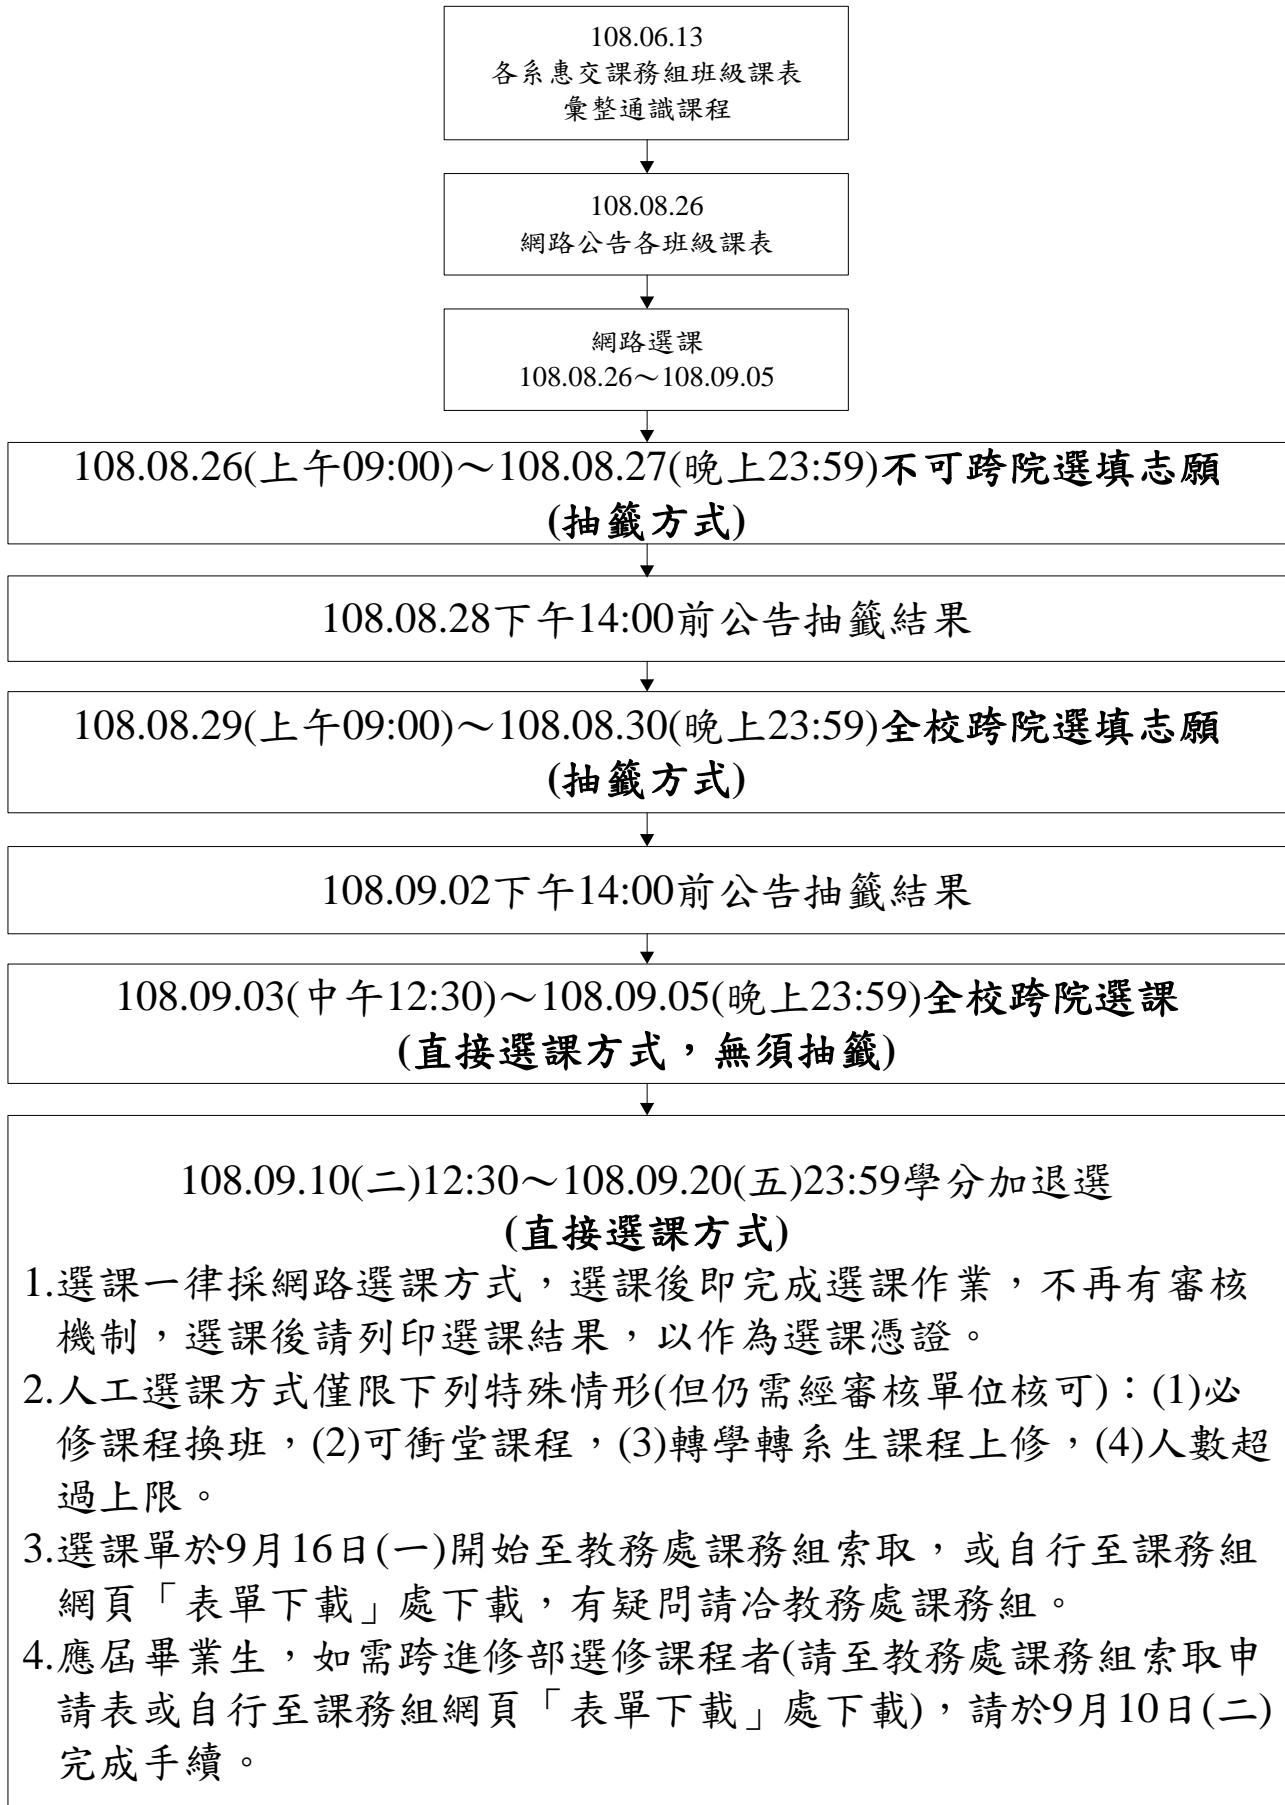 108.06.13
各系惠交課務組班級課表
彙整通識課程
108.08.26
網路公告各班級課表
網路選課
108.08.26～108.09.05
108.08.26(上午09:00)～108.08.27(晚上23:59)不可跨院選填志願
(抽籤方式)
108.08.28下午14:00前公告抽籤結果
108.08.29(上午09:00)～108.08.30(晚上23:59)全校跨院選填志願
(抽籤方式)
108.09.02下午14:00前公告抽籤結果
108.09.03(中午12:30)～108.09.05(晚上23:59)全校跨院選課
(直接選課方式，無須抽籤)
108.09.10(二)12:30～108.09.20(五)23:59學分加退選
(直接選課方式)
1.選課一律採網路選課方式，選課後即完成選課作業，不再有審核
機制，選課後請列印選課結果，以作為選課憑證。
2.人工選課方式僅限下列特殊情形(但仍需經審核單位核可)：(1)必
修課程換班，(2)可衝堂課程，(3)轉學轉系生課程上修，(4)人數超
過上限。
3.選課單於9月16日(一)開始至教務處課務組索取，或自行至課務組
網頁「表單下載」處下載，有疑問請洽教務處課務組。
4.應屆畢業生，如需跨進修部選修課程者(請至教務處課務組索取申
請表或自行至課務組網頁「表單下載」處下載)，請於9月10日(二)
完成手續。